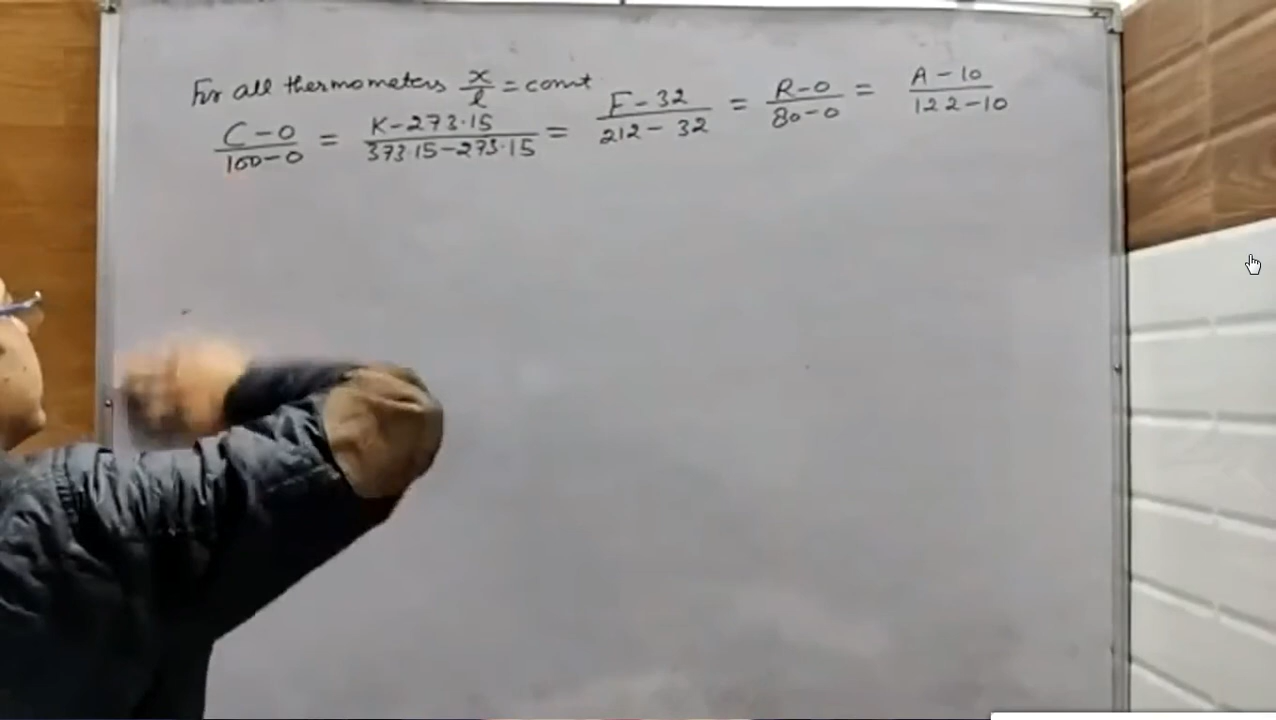 For all thermometers x/l = const
C-0/100-0 = K-273.15/373.15-273.15 = F-32/212-32 = R-0/80-0 = A-10/122-10